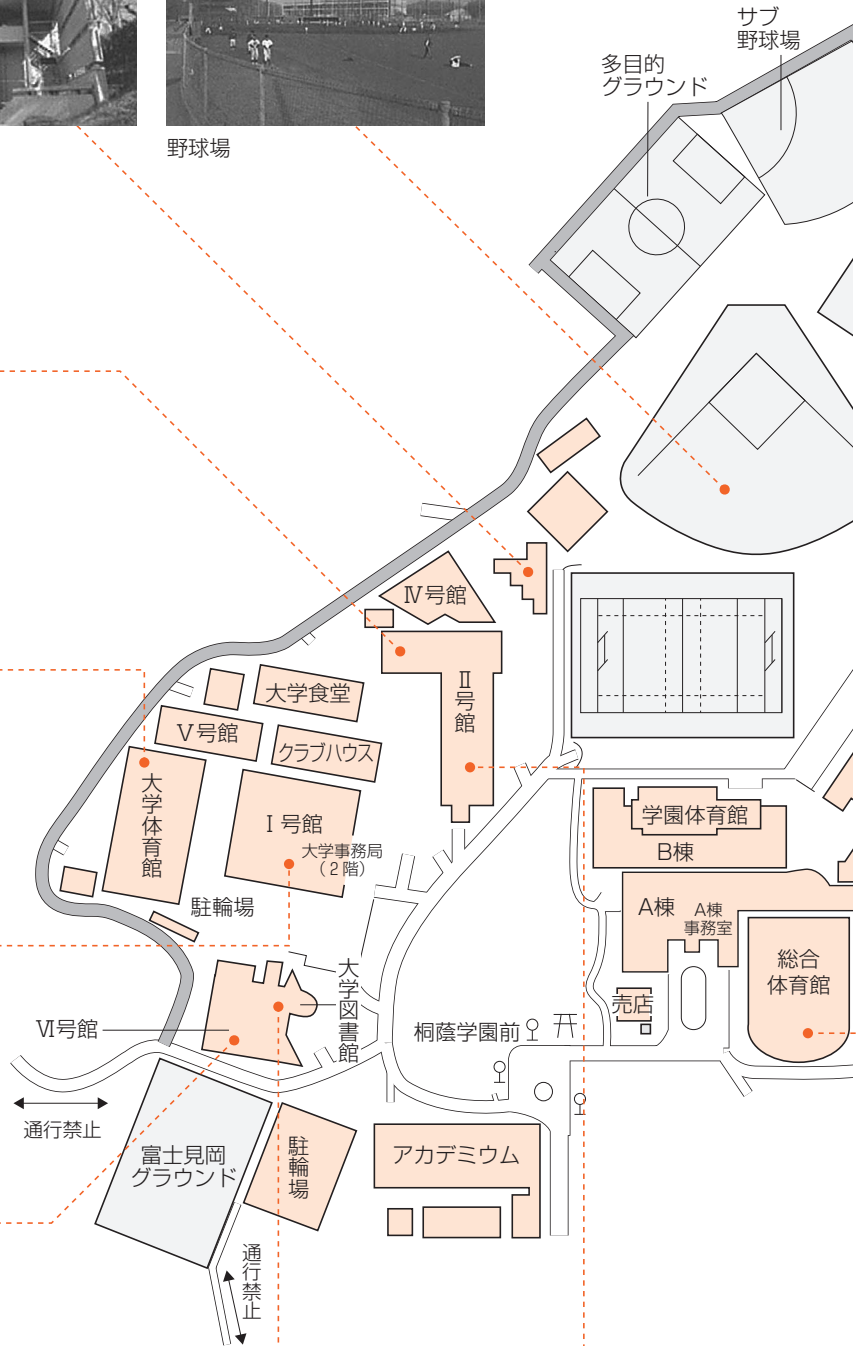 サブ
野球場
多目的
グラウンド
野球場
Ⅳ号館
Ⅱ号館
大学食堂
Ⅴ号館
クラブハウス
大学体育館
Ⅰ号館
大学事務局
（２階）
学園体育館
B棟
A棟
A棟
事務室
駐輪場
総合
体育館
大学図書館
売店
Ⅵ号館
桐蔭学園前
通行禁止
富士見岡
グラウンド
駐輪場
アカデミウム
通行禁止